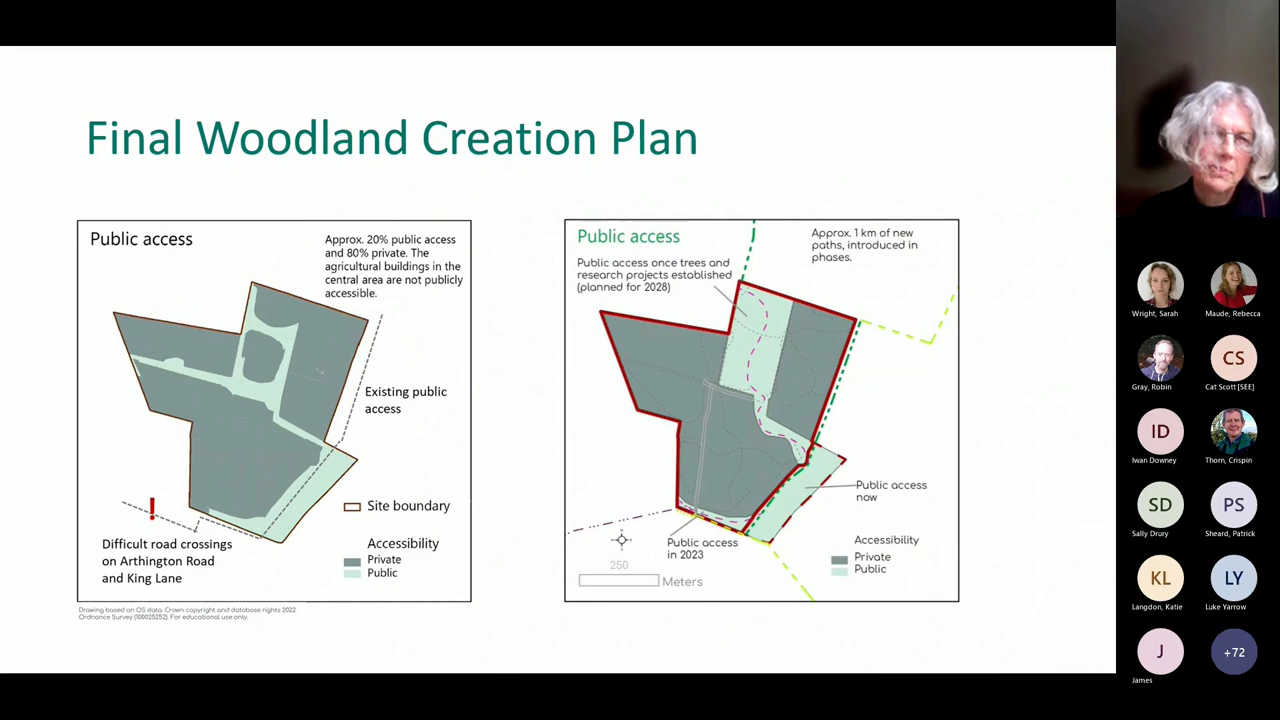 Final Woodland Creation Plan
Public access
Approx. 20% public access
and 80% private. The
agricultural buildings in the
central area are not publicly
accessible.
Existing public
access
!
Difficult road crossings
on Arthington Road
and King Lane
Site boundary
Accessibility
Private
Public
Drawing based on OS data. Crown copyright and database rights 2022
Ordnance Survey (100025252). For educational use only.
Public access
Public access once trees and
research projects established
(planned for 2028)
Approx. 1 km of new
paths, introduced in
phases.
Public access
now
Public access
in 2023
250
Meters
Accessibility
Private
Public
Wright, Sarah
Maude, Rebecca
Gray, Robin
CS
Cat Scott [SEE]
ID
Iwan Downey
Thorn, Crispin
SD
Sally Drury
PS
Sheard, Patrick
KL
Langdon, Katie
LY
Luke Yarrow
J
James
+72